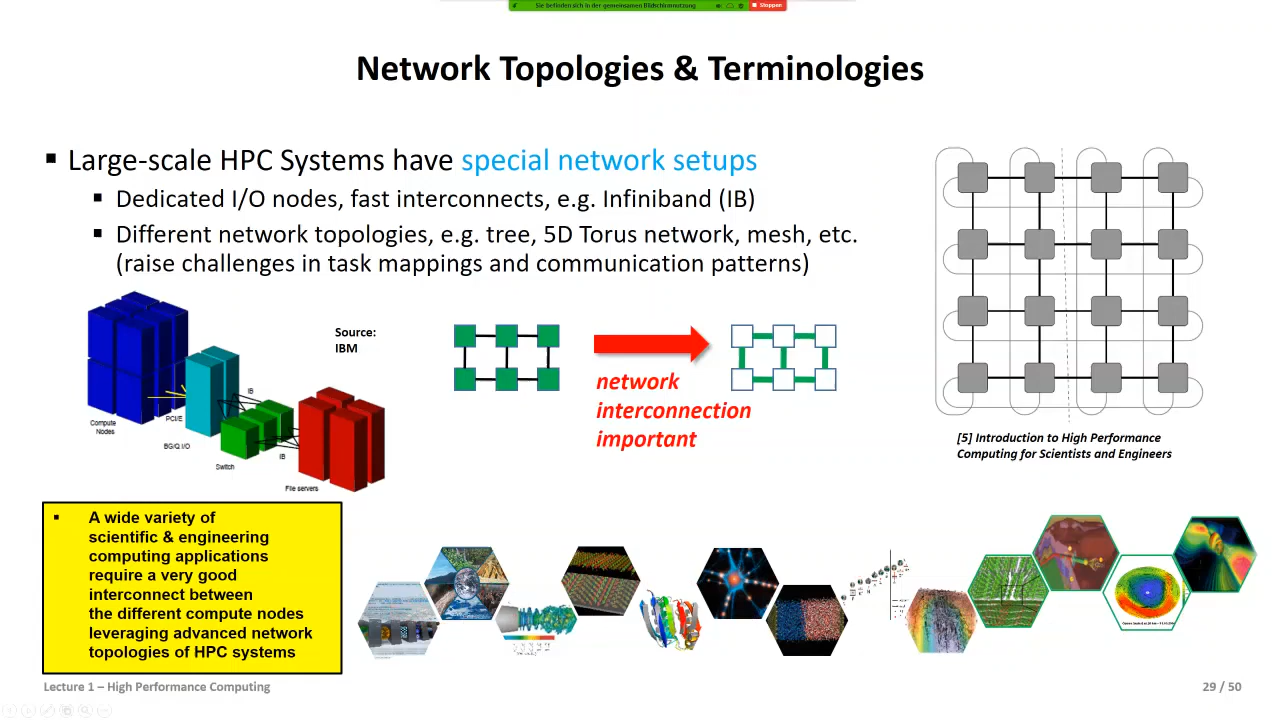 Sie befinden sich in der gemeinsamen Bildschirmnutzung
Stoppen
Network Topologies & Terminologies
▪ Large-scale HPC Systems have special network setups
▪ Dedicated I/O nodes, fast interconnects, e.g. Infiniband (IB)
▪ Different network topologies, e.g. tree, 5D Torus network, mesh, etc.
(raise challenges in task mappings and communication patterns)
Source:
IBM
IB
PCI/E
Compute
Nodes
BG/Q I/O
IB
Switch
File servers
network
interconnection
important
[5] Introduction to High Performance
Computing for Scientists and Engineers
▪ A wide variety of
scientific & engineering
computing applications
require a very good
interconnect between
the different compute nodes
leveraging advanced network
topologies of HPC systems
Lecture 1 – High Performance Computing
29 / 50